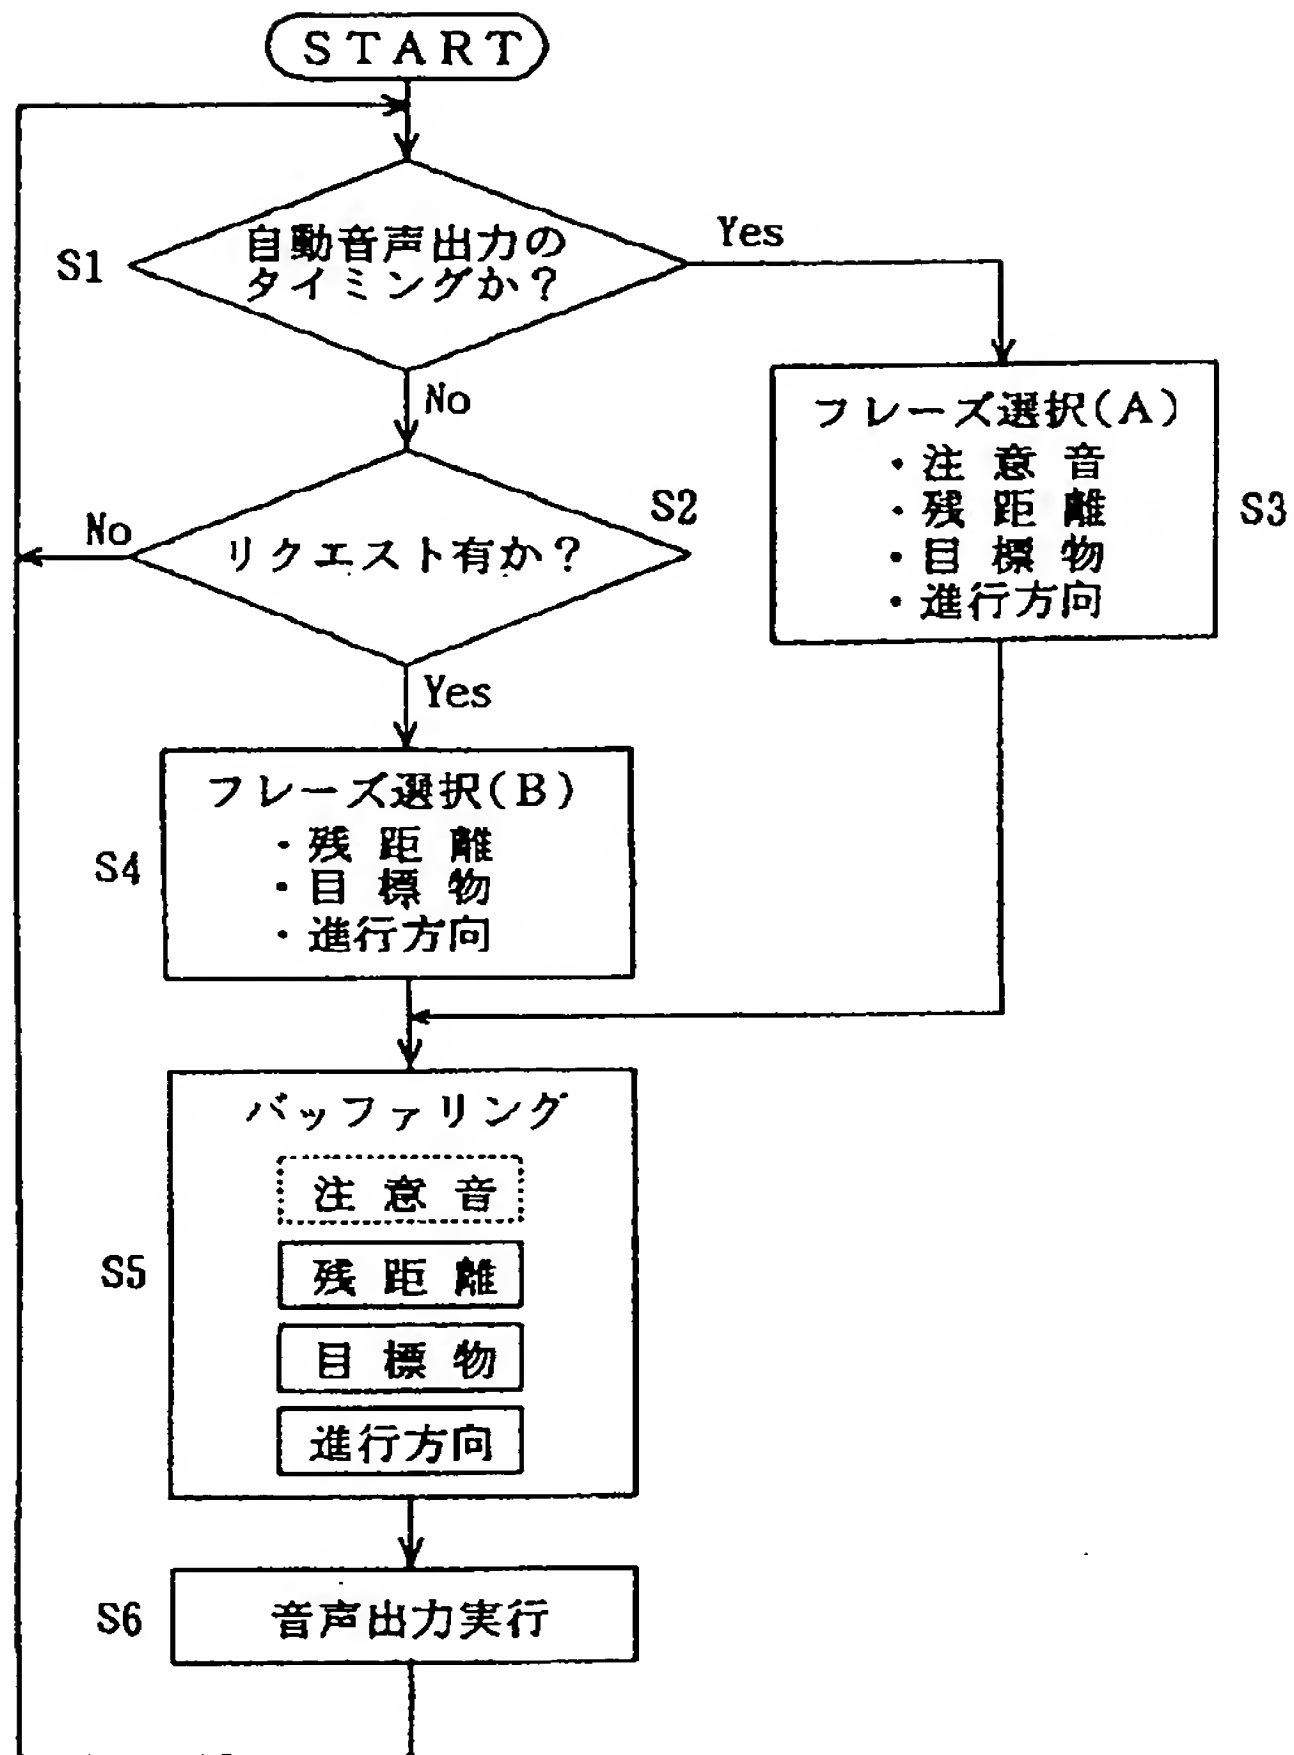 START
自動音声出力の
タイミングか？
S1
Yes
No
リクエスト有か？
S2
No
Yes
フレーズ選択(A)
・注意音
・残距離
・目標物
・進行方向
S3
フレーズ選択(B)
・残距離
・目標物
・進行方向
S4
バッファリング
注意音
残距離
目標物
進行方向
S5
音声出力実行
S6